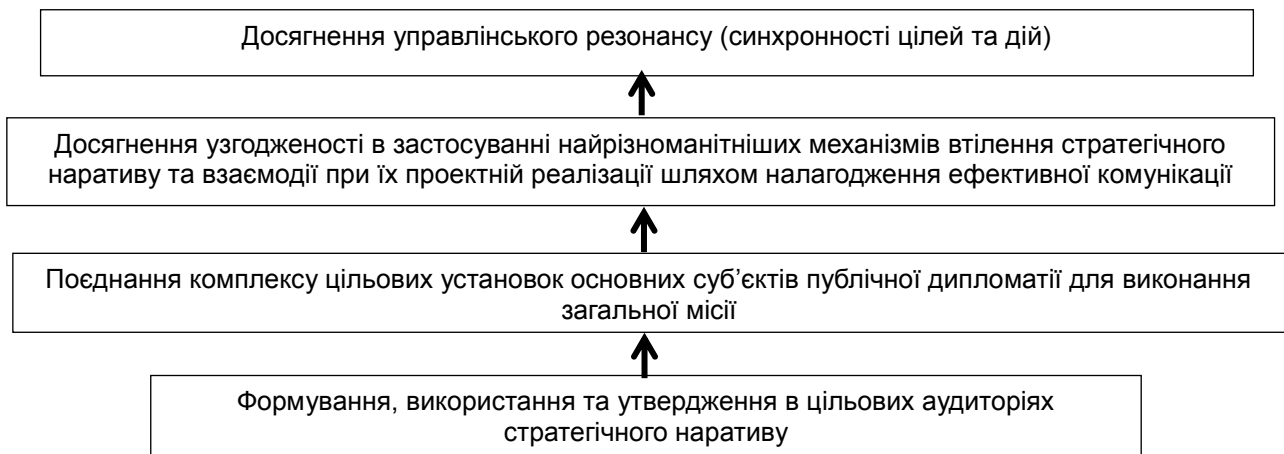 Досягнення управлінського резонансу (синхронності цілей та дій)
Досягнення узгодженості в застосуванні найрізноманітніших механізмів втілення стратегічного
наративу та взаємодії при їх проектній реалізації шляхом налагодження ефективної комунікації
Поєднання комплексу цільових установок основних суб’єктів публічної дипломатії для виконання
загальної місії
Формування, використання та утвердження в цільових аудиторіях
стратегічного наративу